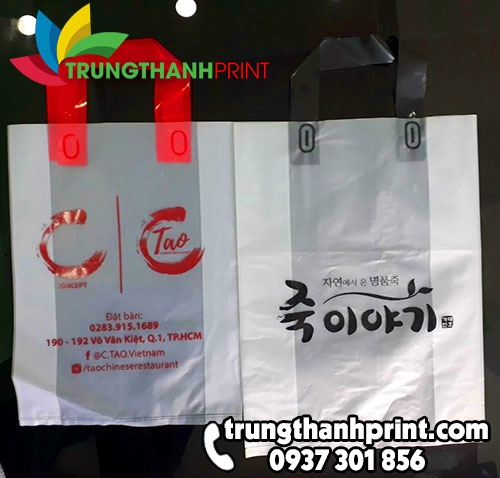 TRUNGTHANHPRINT
C
CONCEPT
C
Tao
Đặt bàn:
0283.915.1689
190 - 192 Võ Văn Kiệt, Q.1, TP.HCM
f @C.TAO.Vietnam
/taochineserestaurant
자연에서 온 명품죽
죽 이야기
trungthanhprint.com
0937 301 856